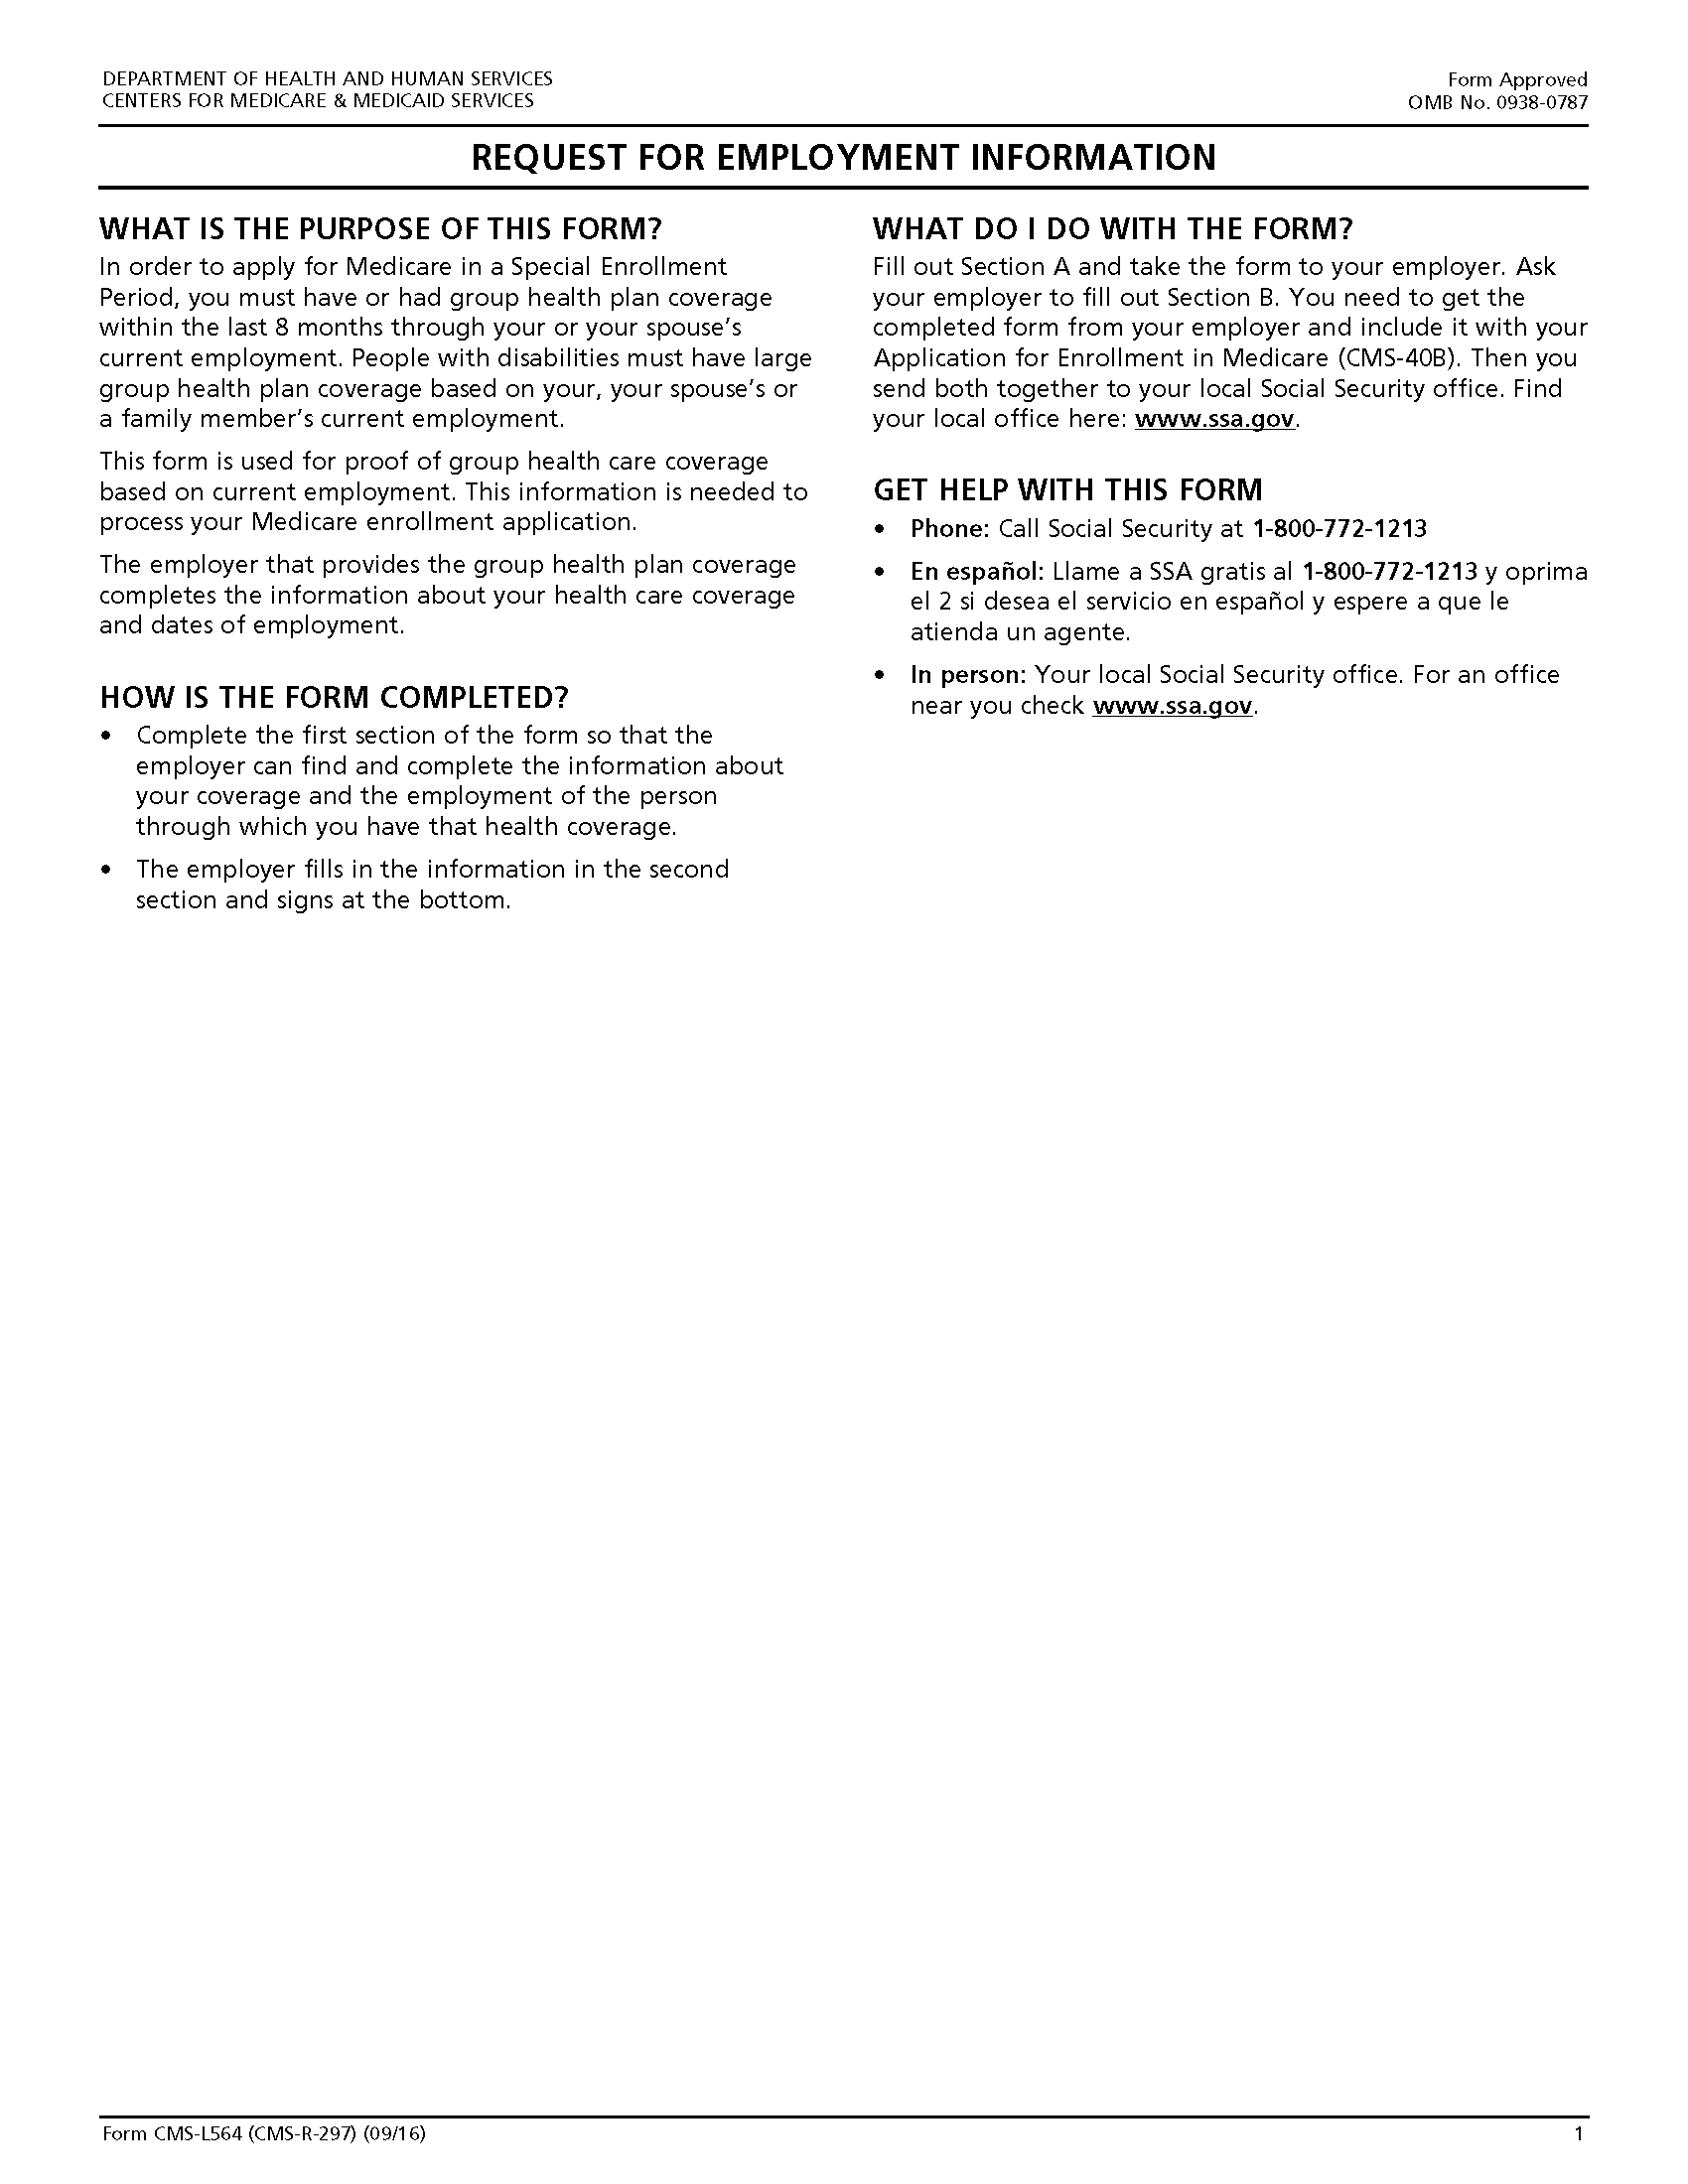 DEPARTMENT OF HEALTH AND HUMAN SERVICES
CENTERS FOR MEDICARE & MEDICAID SERVICES
Form Approved
OMB No. 0938-0787
REQUEST FOR EMPLOYMENT INFORMATION
WHAT IS THE PURPOSE OF THIS FORM?
In order to apply for Medicare in a Special Enrollment
Period, you must have or had group health plan coverage
within the last 8 months through your or your spouse’s
current employment. People with disabilities must have large
group health plan coverage based on your, your spouse’s or
a family member’s current employment.
This form is used for proof of group health care coverage
based on current employment. This information is needed to
process your Medicare enrollment application.
The employer that provides the group health plan coverage
completes the information about your health care coverage
and dates of employment.
HOW IS THE FORM COMPLETED?
• Complete the first section of the form so that the
employer can find and complete the information about
your coverage and the employment of the person
through which you have that health coverage.
• The employer fills in the information in the second
section and signs at the bottom.
WHAT DO I DO WITH THE FORM?
Fill out Section A and take the form to your employer. Ask
your employer to fill out Section B. You need to get the
completed form from your employer and include it with your
Application for Enrollment in Medicare (CMS-40B). Then you
send both together to your local Social Security office. Find
your local office here: www.ssa.gov.
GET HELP WITH THIS FORM
• Phone: Call Social Security at 1-800-772-1213
• En español: Llame a SSA gratis al 1-800-772-1213 y oprima
el 2 si desea el servicio en español y espere a que le
atienda un agente.
• In person: Your local Social Security office. For an office
near you check www.ssa.gov.
Form CMS-L564 (CMS-R-297) (09/16)
1